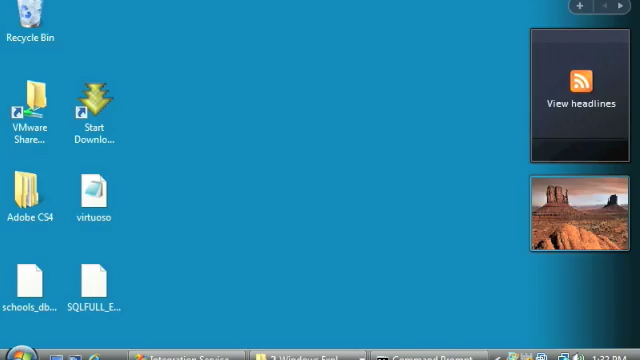 Recycle Bin
View headlines
VMware
Share...
Start
Downlo...
Adobe CS4
virtuoso
schools_db...
SQLFULL_E...
Integration Service
2 Windows Expl
Command Prompt
1:32 PM